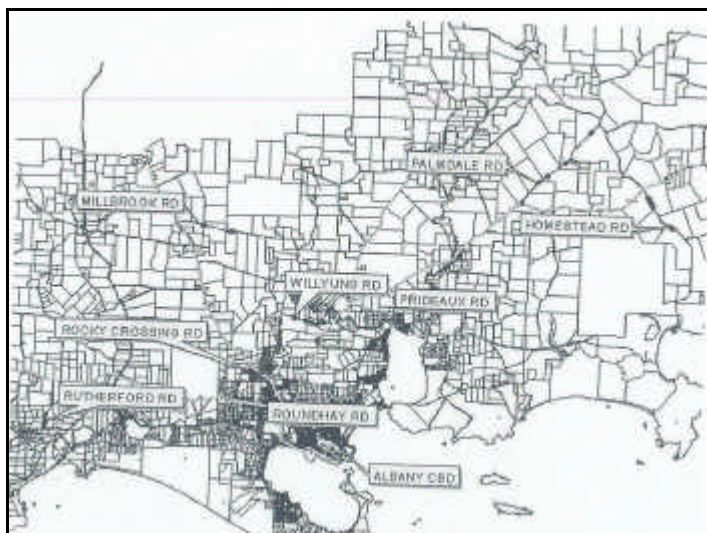 PALMDALE RD
MILLBROOK RD
HOMESTEAD RD
WILLYUNG RD
PRIDEAUX RD
ROCKY CROSSING RD
RUTHERFORD RD
ROUNDHAY RD
ALBANY CBD